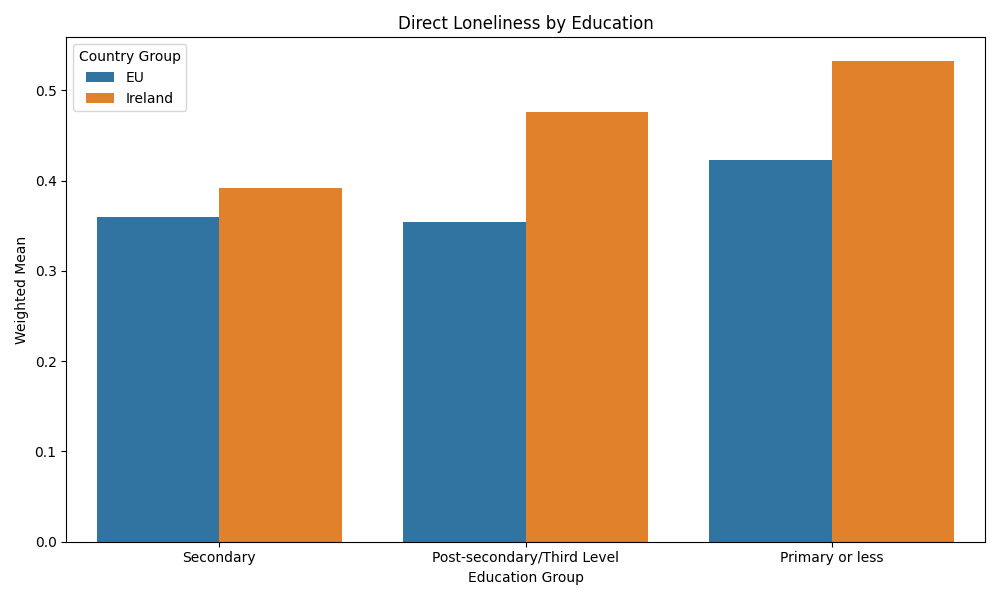 Direct Loneliness by Education
Country Group
EU
Ireland
Weighted Mean
0.5
0.4
0.3
0.2
0.1
0.0
Secondary
Post-secondary/Third Level
Primary or less
Education Group